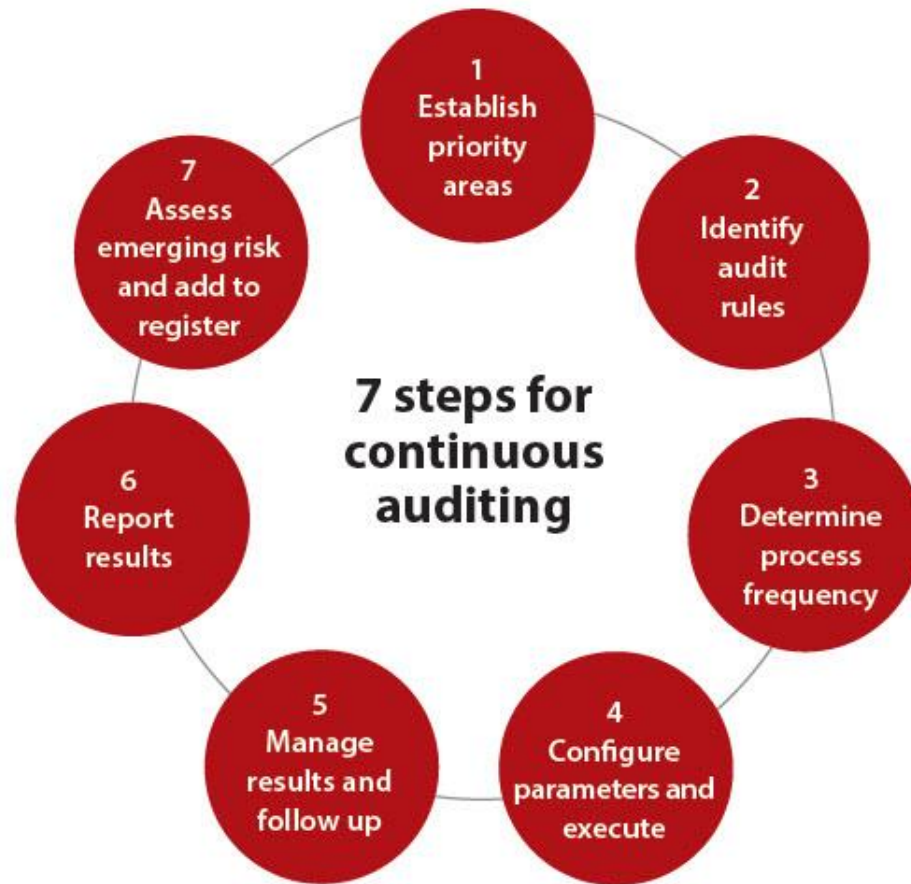 1
Establish
priority
areas
2
Identify
audit
rules
3
Determine
process
frequency
4
Configure
parameters and
execute
5
Manage
results and
follow up
6
Report
results
7
Assess
emerging risk
and add to
register
7 steps for
continuous
auditing